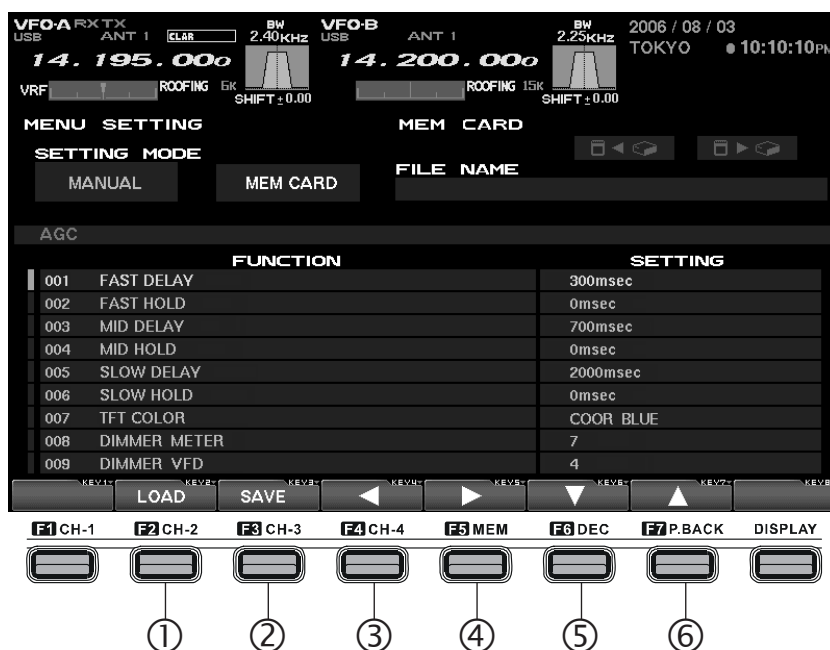 VFO-A RX TX
USB ANT 1 CLAR
BW
2.40KHz
14. 195. 00o
VRF
ROOFING 6K
SHIFT±0.00
VFO-B
USB ANT 1
BW
2.25KHz
14. 200. 00o
ROOFING 15K
SHIFT±0.00
2006 / 08 / 03
TOKYO 10:10:10PM
MENU SETTING
MEM CARD
SETTING MODE
MANUAL
MEM CARD
FILE NAME
AGC
FUNCTION SETTING
001 FAST DELAY 300msec
002 FAST HOLD 0msec
003 MID DELAY 700msec
004 MID HOLD 0msec
005 SLOW DELAY 2000msec
006 SLOW HOLD 0msec
007 TFT COLOR COOR BLUE
008 DIMMER METER 7
009 DIMMER VFD 4
KEY1 KEY2 KEY3 KEY4 KEY5 KEY6 KEY7 KEY8
LOAD SAVE ◀ ▶ ▼ ▲
F1 CH-1 F2 CH-2 F3 CH-3 F4 CH-4 F5 MEM F6 DEC F7 P.BACK DISPLAY
① ② ③ ④ ⑤ ⑥